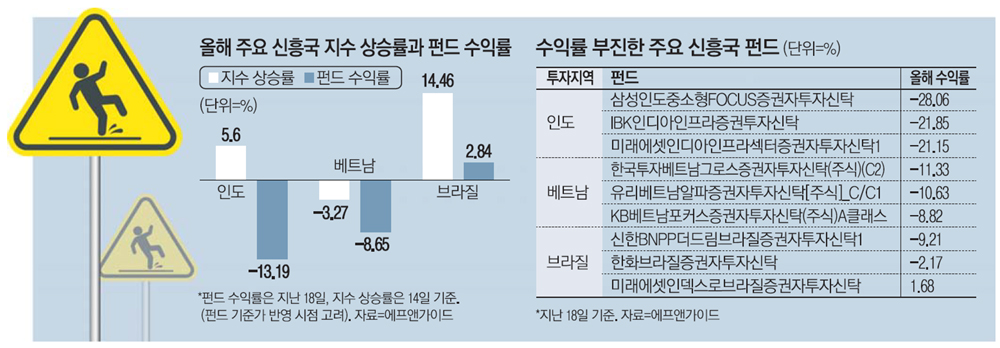 올해 주요 신흥국 지수 상승률과 펀드 수익률
지수 상승률 펀드 수익률
(단위=%)
5.6
인도
-13.19
베트남
-3.27
-8.65
14.46
2.84
브라질
*펀드 수익률은 지난 18일, 지수 상승률은 14일 기준.
(펀드 기준가 반영 시점 고려). 자료=에프앤가이드
수익률 부진한 주요 신흥국 펀드 (단위=%)
투자지역 펀드 올해 수익률
인도
삼성인도중소형FOCUS증권자투자신탁 -28.06
IBK인디아인프라증권투자신탁 -21.85
미래에셋인디아인프라섹터증권자투자신탁1 -21.15
베트남
한국투자베트남그로스증권자투자신탁(주식)(C2) -11.33
유리베트남알파증권자투자신탁[주식]_C/C1 -10.63
KB베트남포커스증권자투자신탁(주식)A클래스 -8.82
브라질
신한BNPP더드림브라질증권자투자신탁1 -9.21
한화브라질증권자투자신탁 -2.17
미래에셋인덱스로브라질증권자투자신탁 1.68
*지난 18일 기준. 자료=에프앤가이드